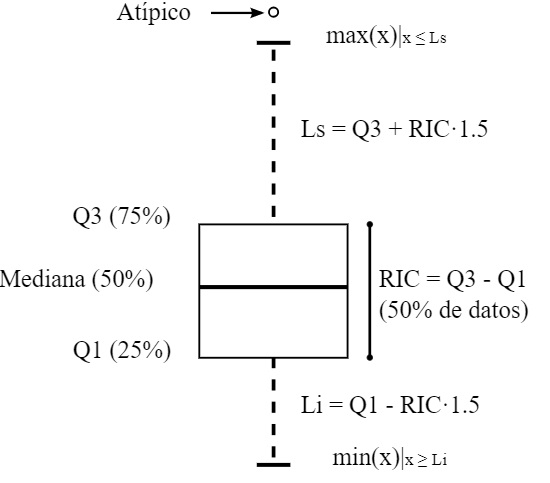 Atípico
max(x)|x ≤ Ls
Ls = Q3 + RIC·1.5
Q3 (75%)
Mediana (50%)
RIC = Q3 - Q1
(50% de datos)
Q1 (25%)
Li = Q1 - RIC·1.5
min(x)|x ≥ Li